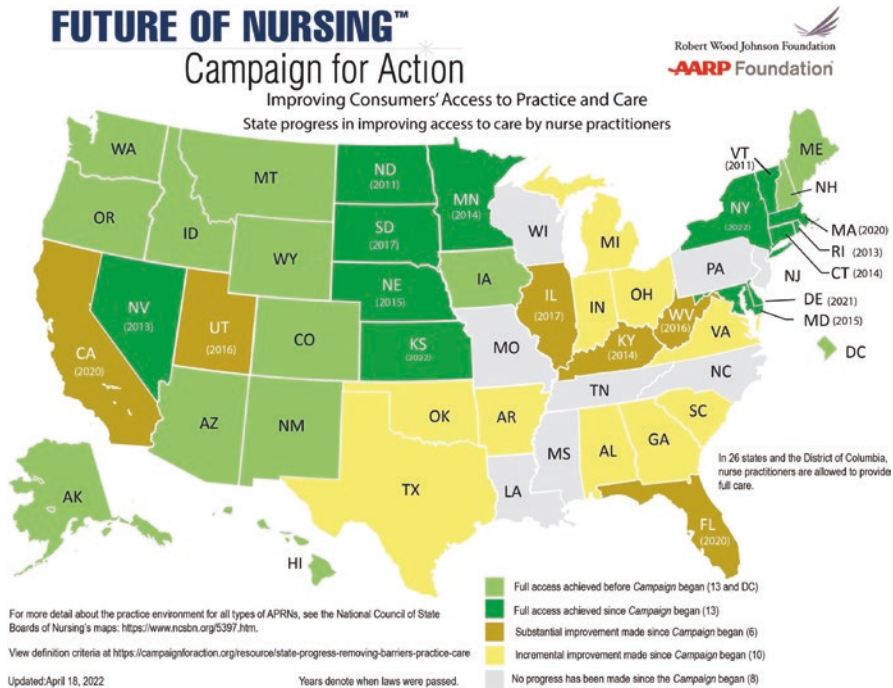 FUTURE OF NURSING™
Campaign for Action
Robert Wood Johnson Foundation
AARP Foundation®
Improving Consumers' Access to Practice and Care
State progress in improving access to care by nurse practitioners
WA
OR
ID
MT
WY
CA
(2020)
NV
(2013)
UT
(2016)
CO
AZ
NM
AK
HI
ND
(2011)
SD
(2017)
NE
(2015)
KS
(2022)
OK
TX
MN
(2014)
IA
MO
AR
LA
WI
IL
(2017)
MI
IN
OH
KY
(2014)
WV
(2016)
TN
MS
AL
GA
FL
(2020)
SC
NC
VA
PA
NY
(2022)
VT
(2011)
ME
NH
MA (2020)
RI (2013)
CT (2014)
NJ
DE (2021)
MD (2015)
DC
In 26 states and the District of Columbia,
nurse practitioners are allowed to provide
full care.
Full access achieved before Campaign began (13 and DC)
Full access achieved since Campaign began (13)
Substantial improvement made since Campaign began (6)
Incremental improvement made since Campaign began (10)
No progress has been made since the Campaign began (8)
For more detail about the practice environment for all types of APRNs, see the National Council of State
Boards of Nursing's maps: https://www.ncsbn.org/5397.htm.
View definition criteria at https://campaignforaction.org/resource/state-progress-removing-barriers-practice-care
Updated:April 18, 2022
Years denote when laws were passed.